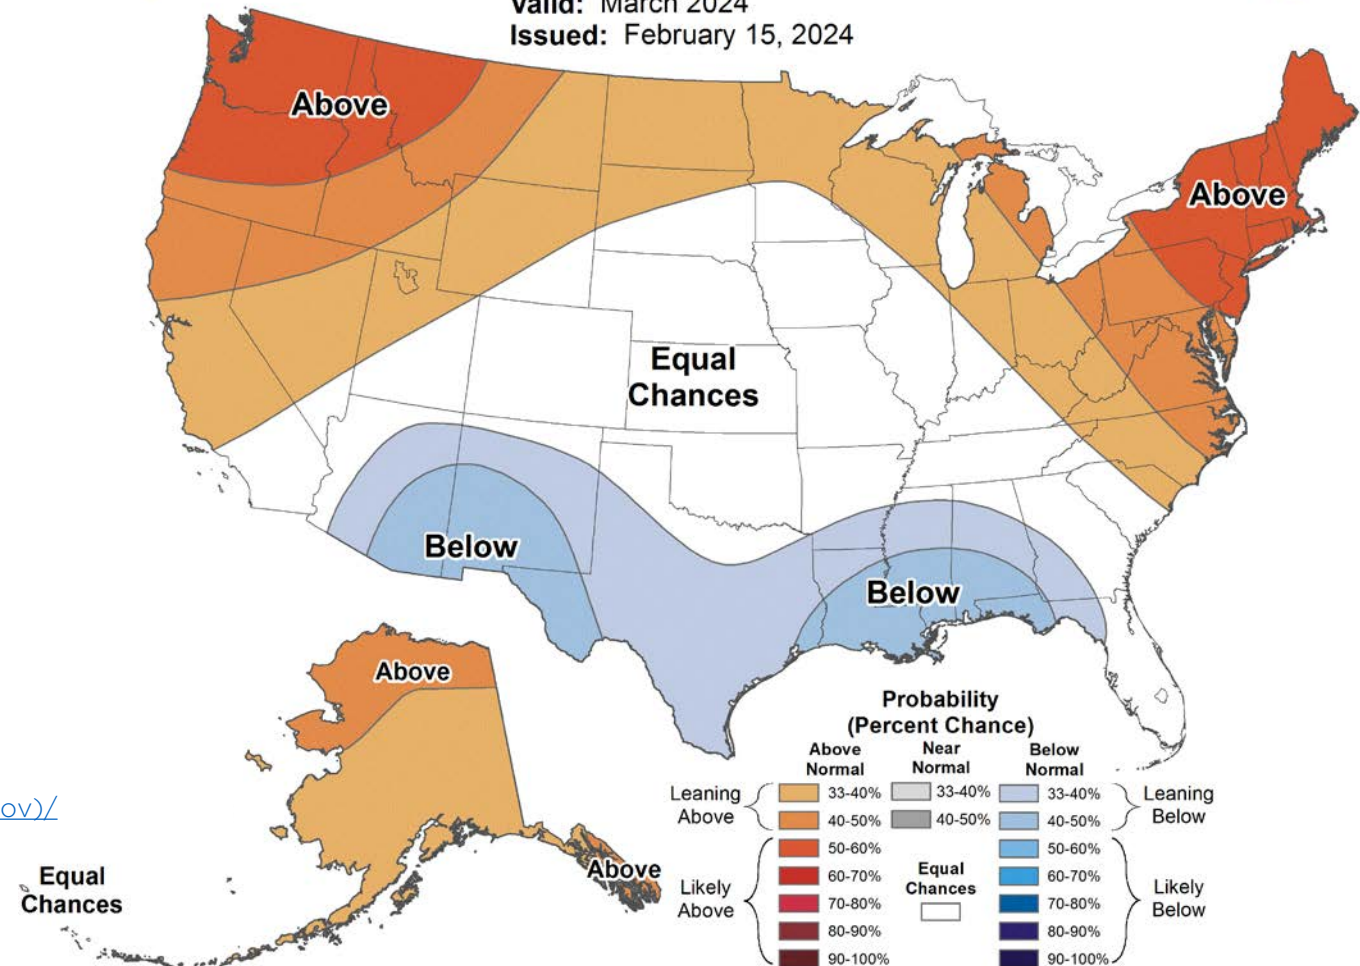 Valid: March 2024
Issued: February 15, 2024
Above
Above
Equal
Chances
Below
Below
Above
Above
ov)/
Equal
Chances
Probability
(Percent Chance)
Above
Normal
Near
Normal
Below
Normal
Leaning
Above
33-40%
33-40%
33-40%
Leaning
Below
40-50%
40-50%
40-50%
50-60%
50-60%
60-70%
Equal
Chances
60-70%
Likely
Above
70-80%
70-80%
Likely
Below
80-90%
80-90%
90-100%
90-100%